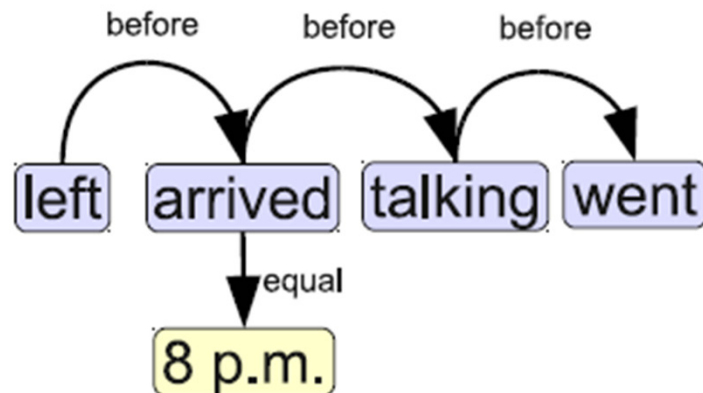 before before before
left arrived talking went
equal
8 p.m.